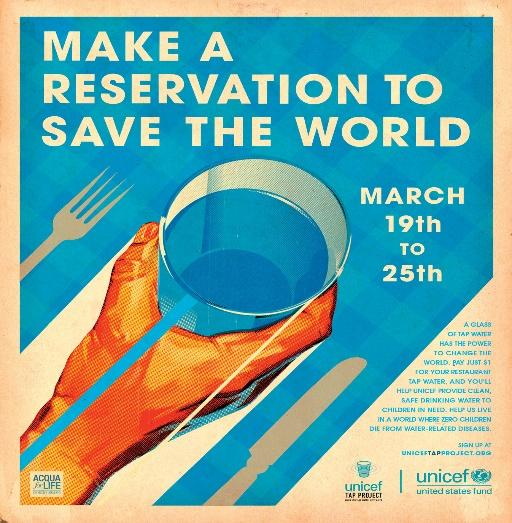 MAKE A
RESERVATION TO
SAVE THE WORLD
MARCH
19th
TO
25th
A GLASS
OF TAP WATER
HAS THE POWER
TO CHANGE THE
WORLD. PAY JUST $1
FOR YOUR RESTAURANT
TAP WATER, AND YOU'LL
HELP UNICEF PROVIDE CLEAN,
SAFE DRINKING WATER TO
CHILDREN IN NEED. HELP US LIVE
IN A WORLD WHERE ZERO CHILDREN
DIE FROM WATER-RELATED DISEASES.
SIGN UP AT
UNICEFTAPPROJECT.ORG
ACQUA
for LIFE
unicef
TAP PROJECT
unicef
united states fund